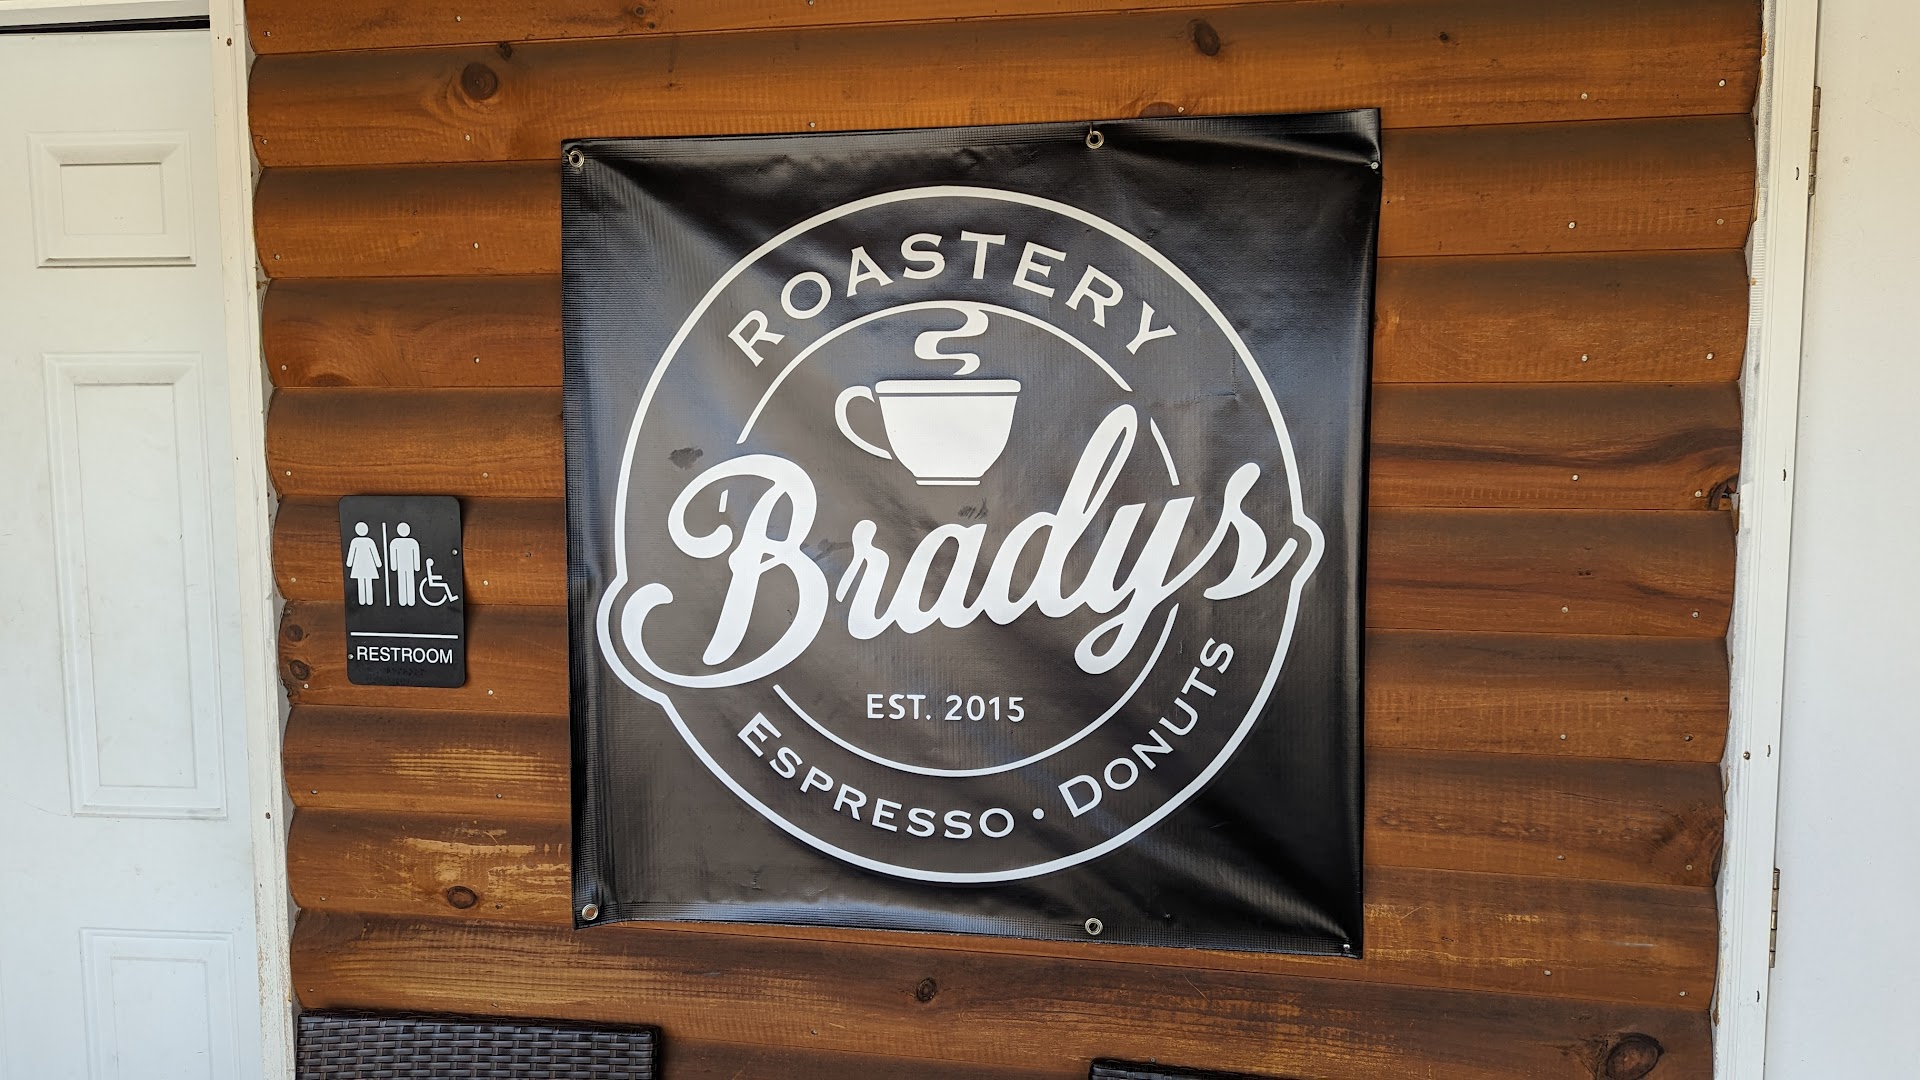 ROASTERY
Bradys
EST. 2015
ESPRESSO • DONUTS
RESTROOM